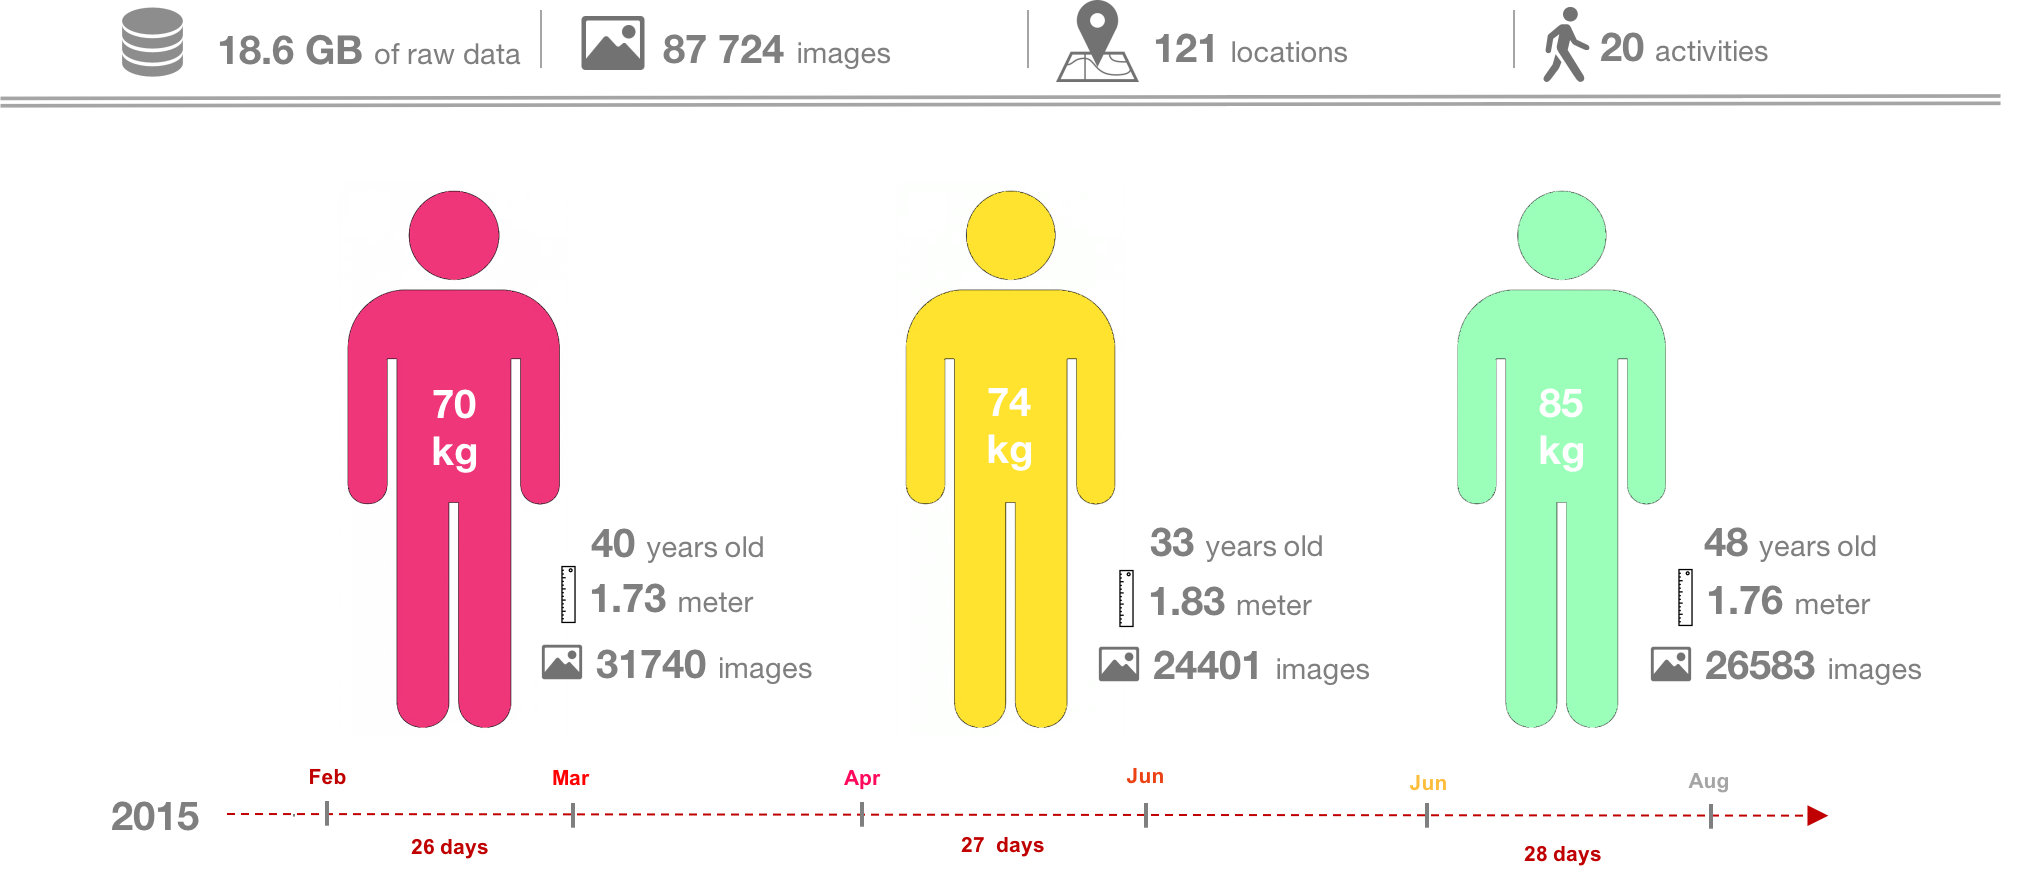 18.6 GB of raw data
87 724 images
121 locations
20 activities
70
kg
40 years old
1.73 meter
31740 images
74
kg
33 years old
1.83 meter
24401 images
85
kg
48 years old
1.76 meter
26583 images
2015
Feb
Mar
Apr
Jun
Jun
Aug
26 days
27 days
28 days